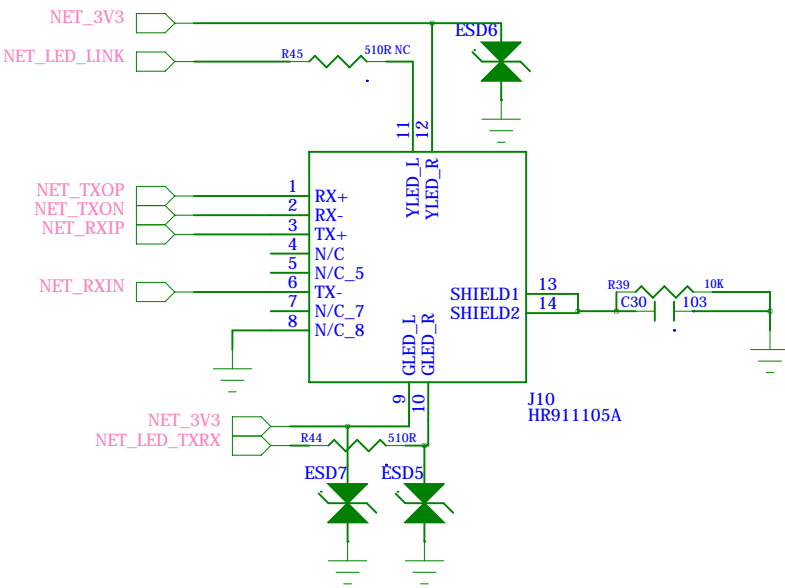 NET_3V3
ESD6
NET_LED_LINK
R45
510R NC
11
12
YLED_L
YLED_R
NET_TXOP
1
RX+
NET_TXON
2
RX-
NET_RXIP
3
TX+
4
N/C
5
N/C_5
NET_RXIN
6
TX-
7
N/C_7
8
N/C_8
SHIELD1
13
SHIELD2
14
R39
10K
C30
103
GLED_L
GLED_R
9
10
J10
HR911105A
NET_3V3
NET_LED_TXRX
R44
510R
ESD7
ESD5